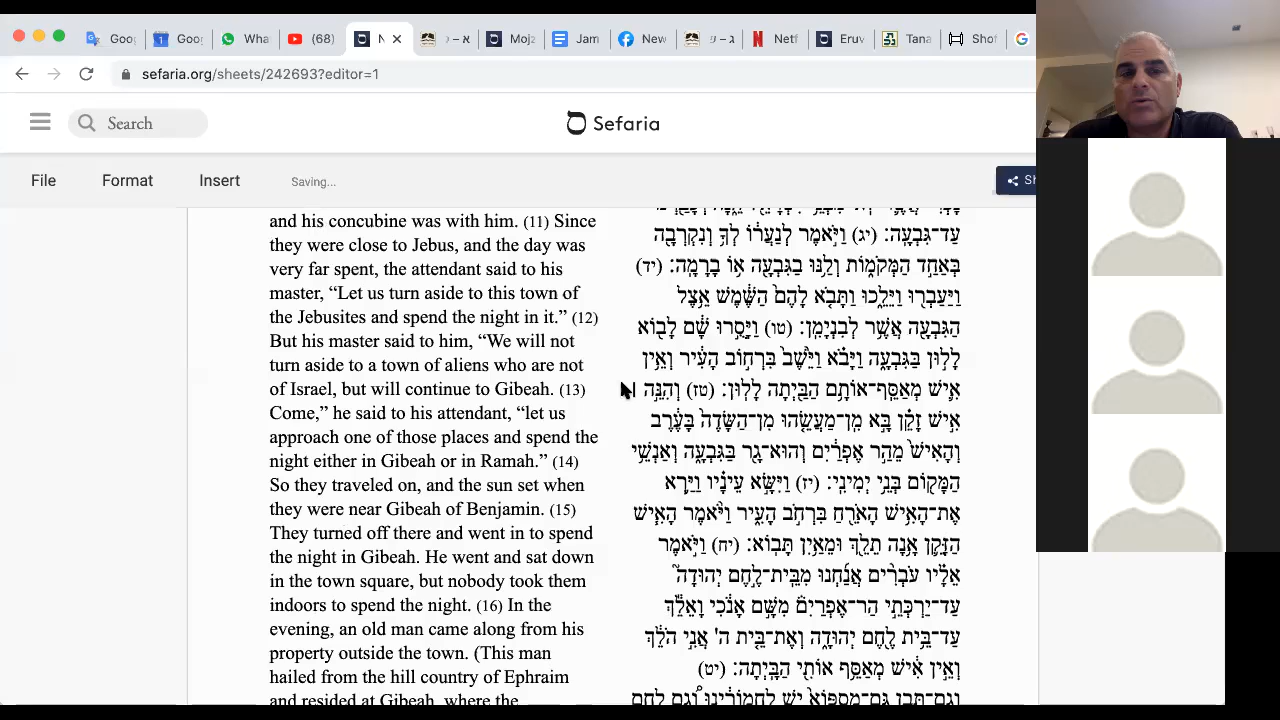 Goo
Goo
Wha
(68)
N
א – כ
Moj2
Jam
New
ג – ק
Netf
Eruv
Tana
Shot
sefaria.org/sheets/242693?editor=1
Search
Sefaria
File
Format
Insert
Saving...
Sh
and his concubine was with him. (11) Since
they were close to Jebus, and the day was
very far spent, the attendant said to his
master, “Let us turn aside to this town of
the Jebusites and spend the night in it.” (12)
But his master said to him, “We will not
turn aside to a town of aliens who are not
of Israel, but will continue to Gibeah. (13)
Come,” he said to his attendant, “let us
approach one of those places and spend the
night either in Gibeah or in Ramah.” (14)
So they traveled on, and the sun set when
they were near Gibeah of Benjamin. (15)
They turned off there and went in to spend
the night in Gibeah. He went and sat down
in the town square, but nobody took them
indoors to spend the night. (16) In the
evening, an old man came along from his
property outside the town. (This man
hailed from the hill country of Ephraim
and resided at Gibeah, where the
עַד־גִּבְעָֽה׃ (יג) וַיֹּ֣אמֶר לְנַעֲר֔וֹ לְךָ֥ וְנִקְרְבָ֖ה
בְּאַחַ֣ד הַמְּקֹמ֑וֹת וְלַ֥נּוּ בַגִּבְעָ֖ה א֥וֹ בָרָמָֽה׃ (יד)
וַיַּעַבְר֖וּ וַיֵּלֵ֑כוּ וַתָּבֹ֤א לָהֶם֙ הַשֶּׁ֔מֶשׁ אֵ֥צֶל
הַגִּבְעָ֖ה אֲשֶׁ֥ר לְבִנְיָמִֽן׃ (טו) וַיָּסֻ֣רוּ שָׁ֔ם לָב֖וֹא
לָל֣וּן בַּגִּבְעָ֑ה וַיָּבֹ֗א וַיֵּ֙שֶׁב֙ בִּרְח֣וֹב הָעִ֔יר וְאֵ֥ין
אִ֛ישׁ מְאַסֵּֽף־אוֹתָ֥ם הַבַּ֖יְתָה לָלֽוּן׃ (טז) וְהִנֵּ֣ה
אִ֣ישׁ זָקֵ֗ן בָּ֣א מִֽן־מַעֲשֵׂ֤הוּ מִן־הַשָּׂדֶה֙ בָּעֶ֔רֶב
וְהָאִישׁ֙ מֵהַ֣ר אֶפְרַ֔יִם וְהוּא־גָ֖ר בַּגִּבְעָ֑ה וְאַנְשֵׁ֥י
הַמָּק֖וֹם בְּנֵ֥י יְמִינִֽי׃ (יז) וַיִּשָּׂ֣א עֵינָ֗יו וַיַּ֛רְא
אֶת־הָאִ֥ישׁ הָאֹרֵ֖חַ בִּרְחֹ֣ב הָעִ֑יר וַיֹּ֨אמֶר הָאִ֧ישׁ
הַזָּקֵ֛ן אָ֥נָה תֵלֵ֖ךְ וּמֵאַ֥יִן תָּבֽוֹא׃ (יח) וַיֹּ֣אמֶר
אֵלָ֗יו עֹבְרִ֨ים אֲנַ֜חְנוּ מִבֵּֽית־לֶ֣חֶם יְהוּדָה֮
עַד־יַרְכְּתֵ֣י הַר־אֶפְרַיִם֒ מִשָּׁ֣ם אָנֹ֔כִי וָאֵלֵ֕ךְ
עַד־בֵּ֥ית לֶ֖חֶם יְהוּדָ֑ה וְאֶת־בֵּ֤ית ה' אֲנִ֣י הֹלֵ֔ךְ
וְאֵ֣ין אִ֔ישׁ מְאַסֵּ֥ף אוֹתִ֖י הַבָּֽיְתָה׃ (יט)
וְגַם־תֶּ֤בֶן גַּם־מִסְפּוֹא֙ יֵ֣שׁ לַחֲמוֹרֵ֔ינוּ וְ֠גַם לֶ֣חֶם